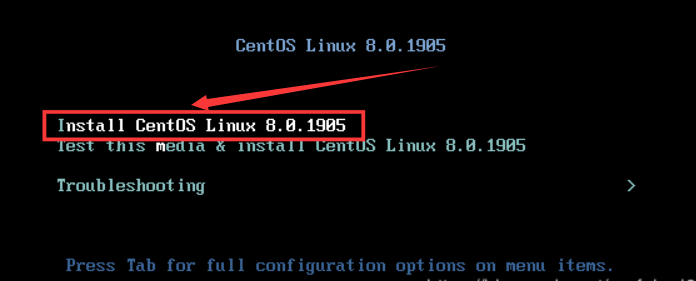 CentOS Linux 8.0.1905
Install CentOS Linux 8.0.1905
Test this media & install CentOS Linux 8.0.1905
Troubleshooting >
Press Tab for full configuration options on menu items.